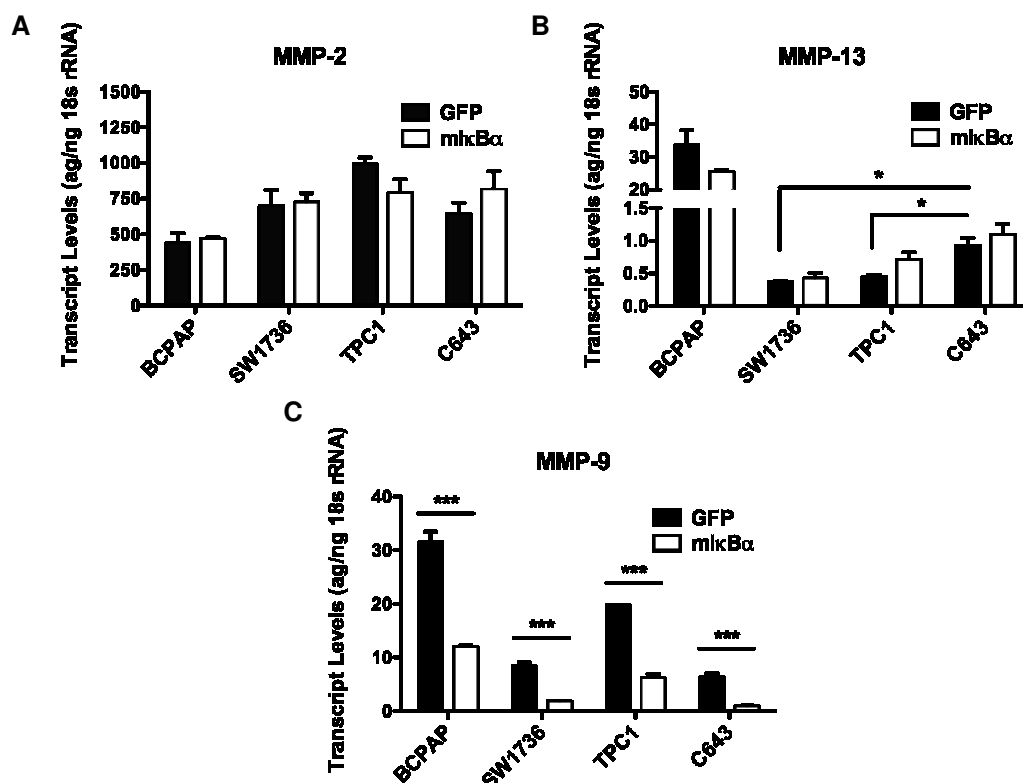 A
MMP-2
Transcript Levels (ag/ng 18s rRNA)
1500
1250
1000
750
500
250
0
GFP
mIκBα
BCPAP
SW1736
TPC1
C643
B
MMP-13
Transcript Levels (ag/ng 18s rRNA)
50
40
30
20
1.5
1.0
0.5
0.0
GFP
mIκBα
*
*
BCPAP
SW1736
TPC1
C643
C
MMP-9
Transcript Levels (ag/ng 18s rRNA)
40
30
20
10
0
GFP
mIκBα
***
***
***
***
BCPAP
SW1736
TPC1
C643